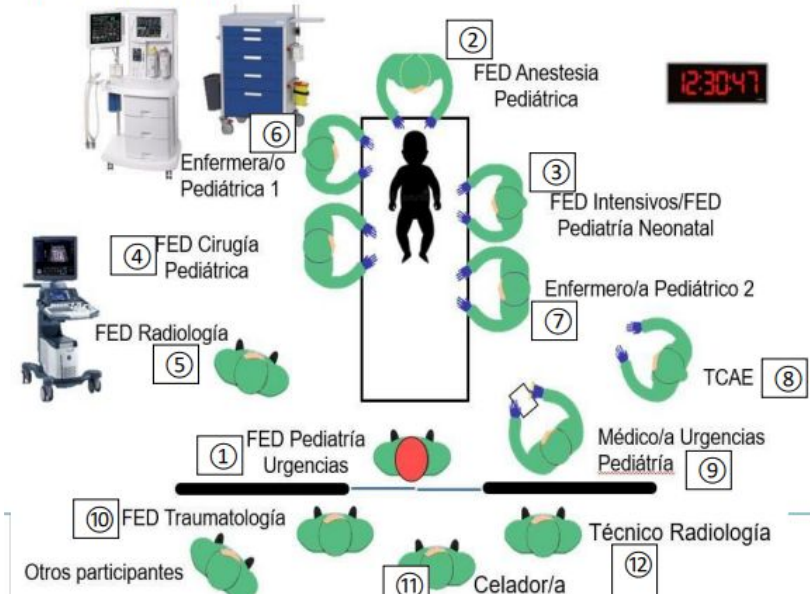 ②
FED Anestesia
Pediátrica
12:30:47
⑥
Enfermera/o
Pediátrica 1
③
FED Intensivos/FED
Pediatría Neonatal
④
FED Cirugía
Pediátrica
Enfermero/a Pediátrico 2
⑦
FED Radiología
⑤
TCAE
⑧
①
FED Pediatría
Urgencias
Médico/a Urgencias
Pediátría
⑨
⑩
FED Traumatología
Técnico Radiología
⑫
Otros participantes
⑪
Celador/a